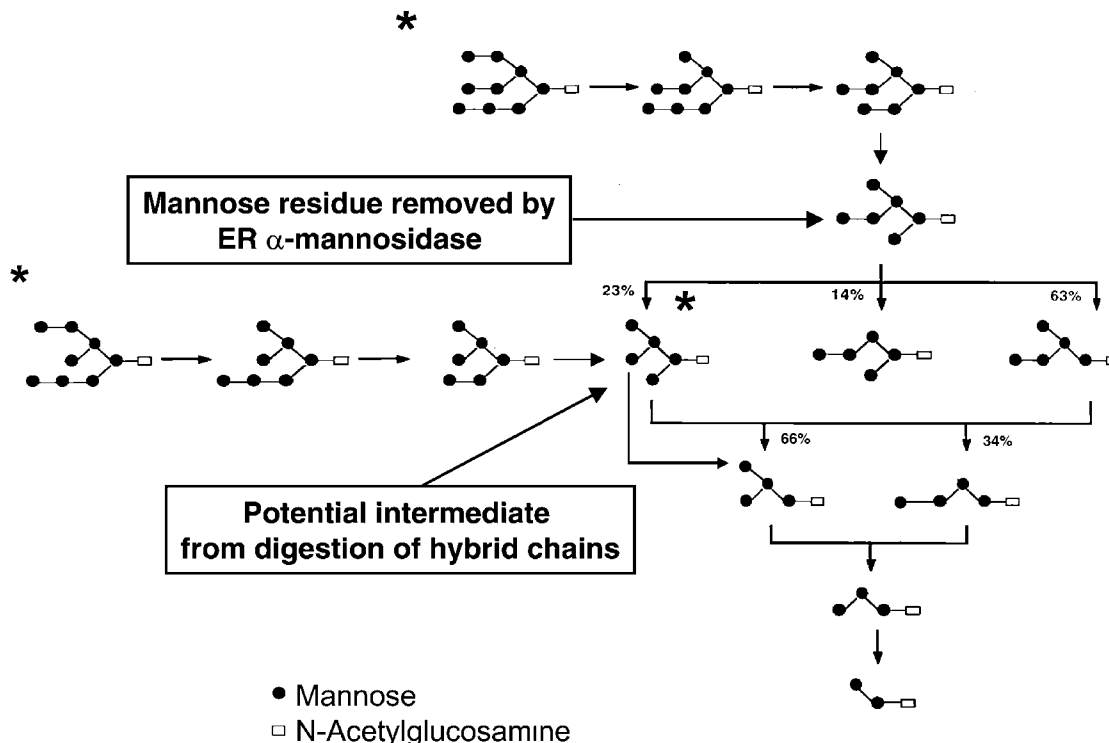 *
Mannose residue removed by
ER α-mannosidase
*
23%
*
14%
63%
66%
34%
Potential intermediate
from digestion of hybrid chains
Mannose
N-Acetylglucosamine